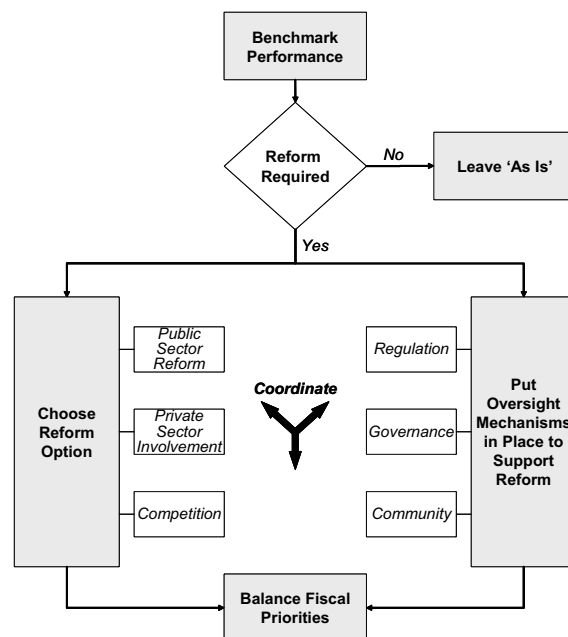 Benchmark
Performance
Reform
Required
No
Leave ‘As Is’
Yes
Choose
Reform
Option
Public
Sector
Reform
Private
Sector
Involvement
Competition
Coordinate
Regulation
Governance
Community
Put
Oversight
Mechanisms
in Place to
Support
Reform
Balance Fiscal
Priorities